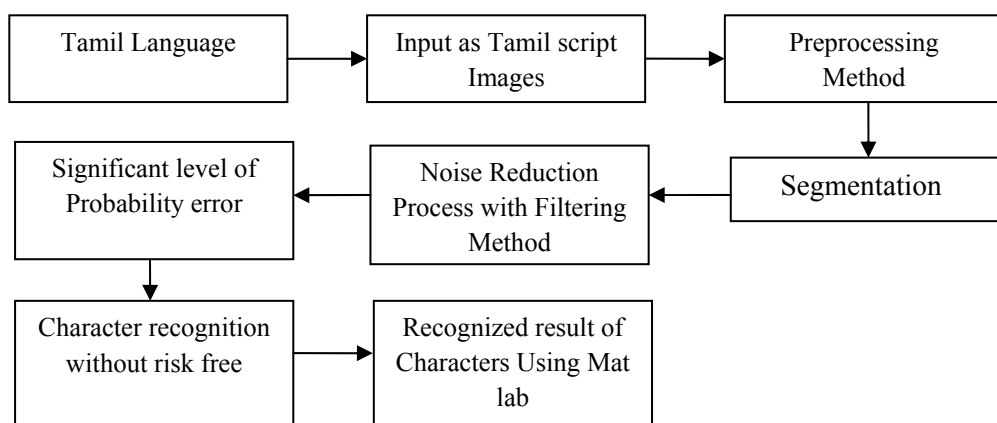 Tamil Language
Input as Tamil script
Images
Preprocessing
Method
Segmentation
Noise Reduction
Process with Filtering
Method
Significant level of
Probability error
Character recognition
without risk free
Recognized result of
Characters Using Mat
lab